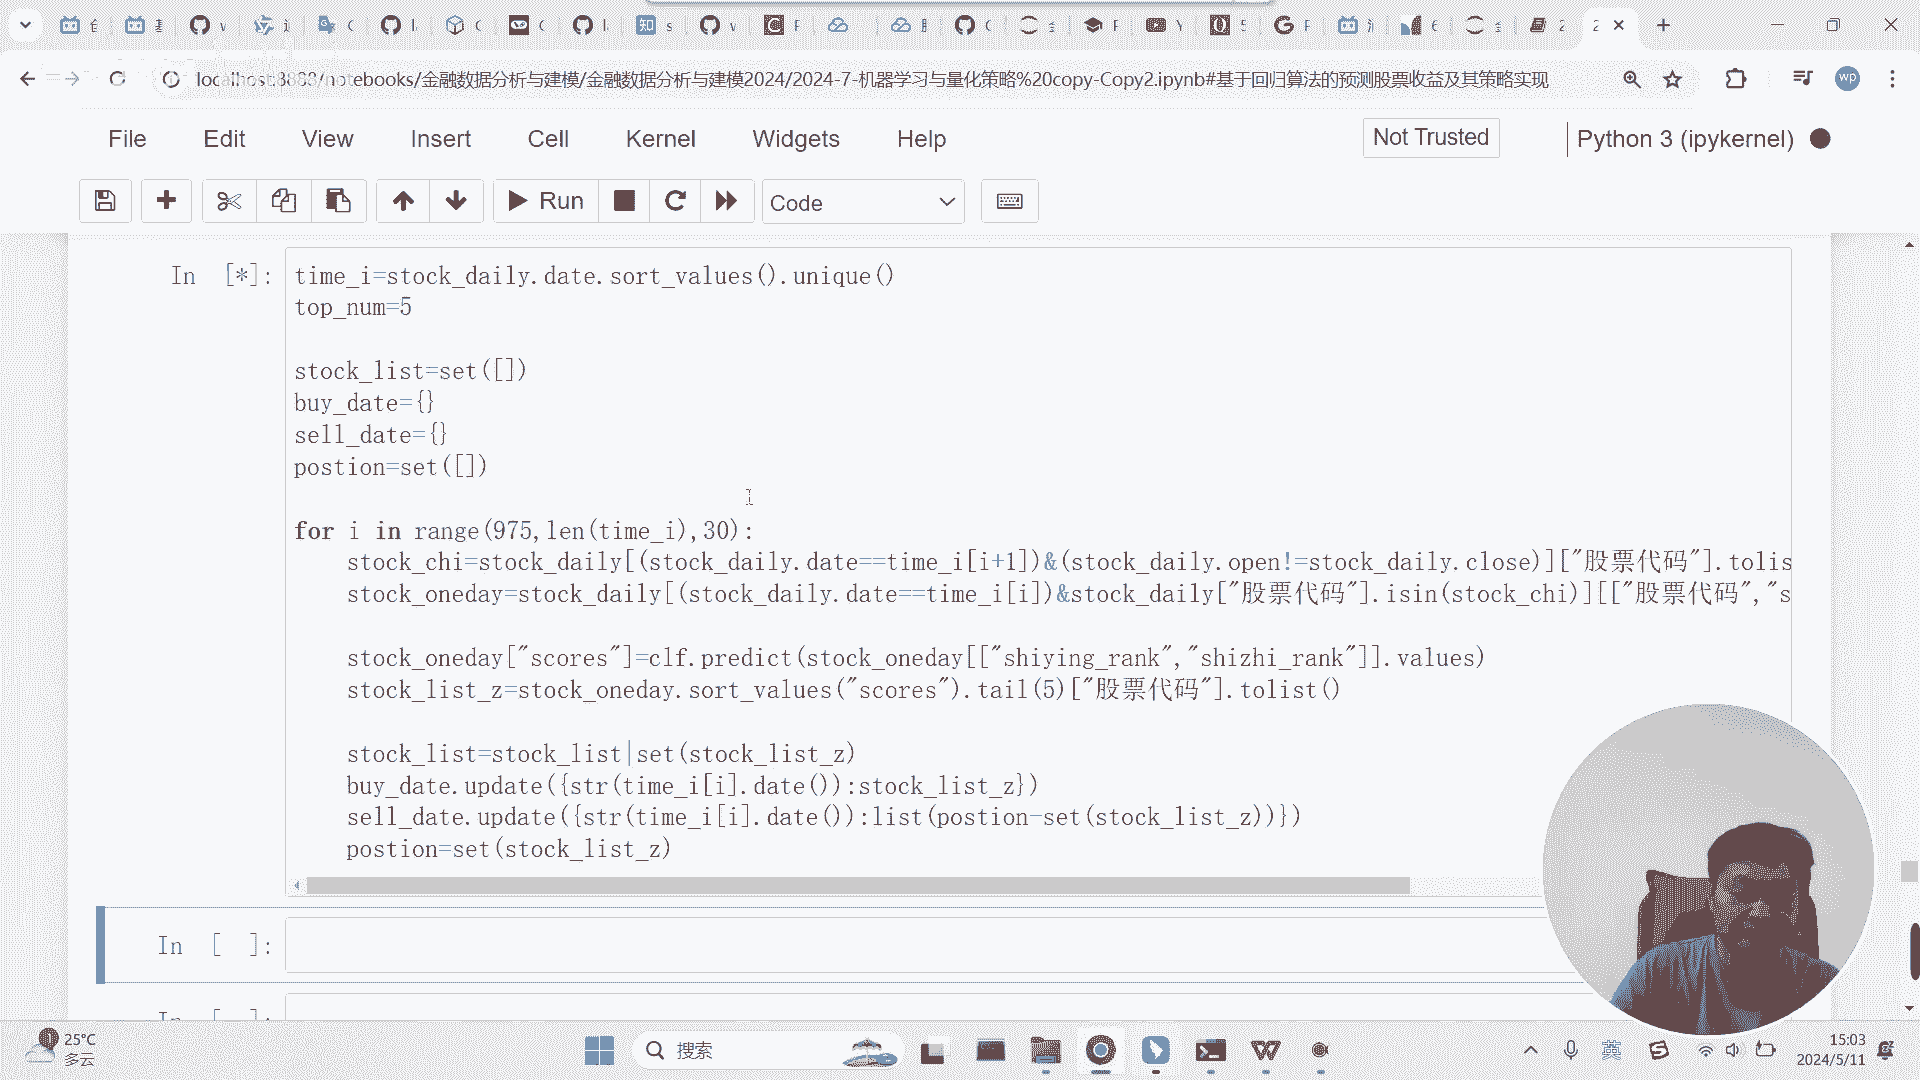 localhost:8888/notebooks/金融数据分析与建模/金融数据分析与建模2024/2024-7-机器学习与量化策略%20copy-Copy2.ipynb#基于回归算法的预测股票收益及其策略实现
wp
File Edit View Insert Cell Kernel Widgets Help
Not Trusted
Python 3 (ipykernel)
Run
Code
In [*]:
time_i=stock_daily.date.sort_values().unique()
top_num=5
stock_list=set([])
buy_date={}
sell_date={}
postion=set([])
for i in range(975,len(time_i),30):
stock_chi=stock_daily[(stock_daily.date==time_i[i+1])&(stock_daily.open!=stock_daily.close)]["股票代码"].tolis
stock_oneday=stock_daily[(stock_daily.date==time_i[i])&stock_daily["股票代码"].isin(stock_chi)][["股票代码","s
stock_oneday["scores"]=clf.predict(stock_oneday[["shiying_rank","shizhi_rank"]].values)
stock_list_z=stock_oneday.sort_values("scores").tail(5)["股票代码"].tolist()
stock_list=stock_list|set(stock_list_z)
buy_date.update({str(time_i[i].date()):stock_list_z})
sell_date.update({str(time_i[i].date()):list(postion-set(stock_list_z))})
postion=set(stock_list_z)
In [ ]:
In [ ]:
25°C
多云
搜索
英
15:03
2024/5/11